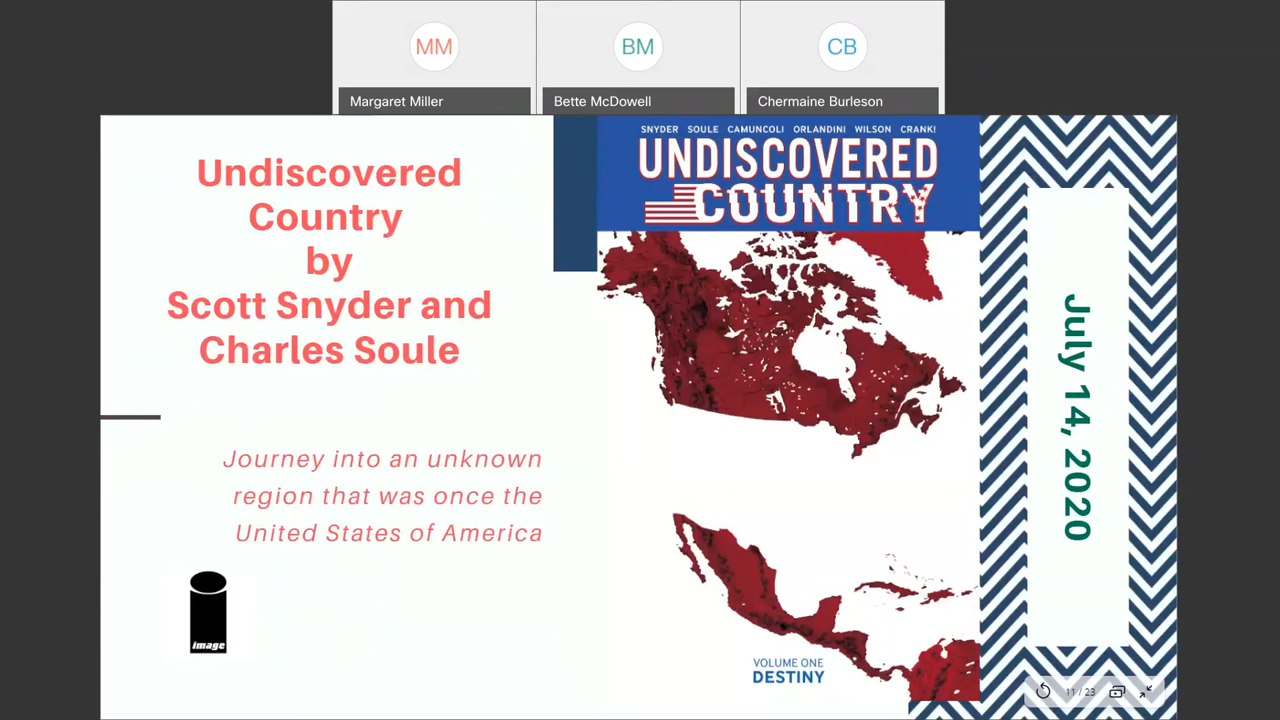 MM
BM
CB
Margaret Miller
Bette McDowell
Chermaine Burleson
Undiscovered
Country
by
Scott Snyder and
Charles Soule
Journey into an unknown
region that was once the
United States of America
image
SNYDER SOULE CAMUNCOLI ORLANDINI WILSON CRANK!
UNDISCOVERED
COUNTRY
VOLUME ONE
DESTINY
July 14, 2020
11 / 23